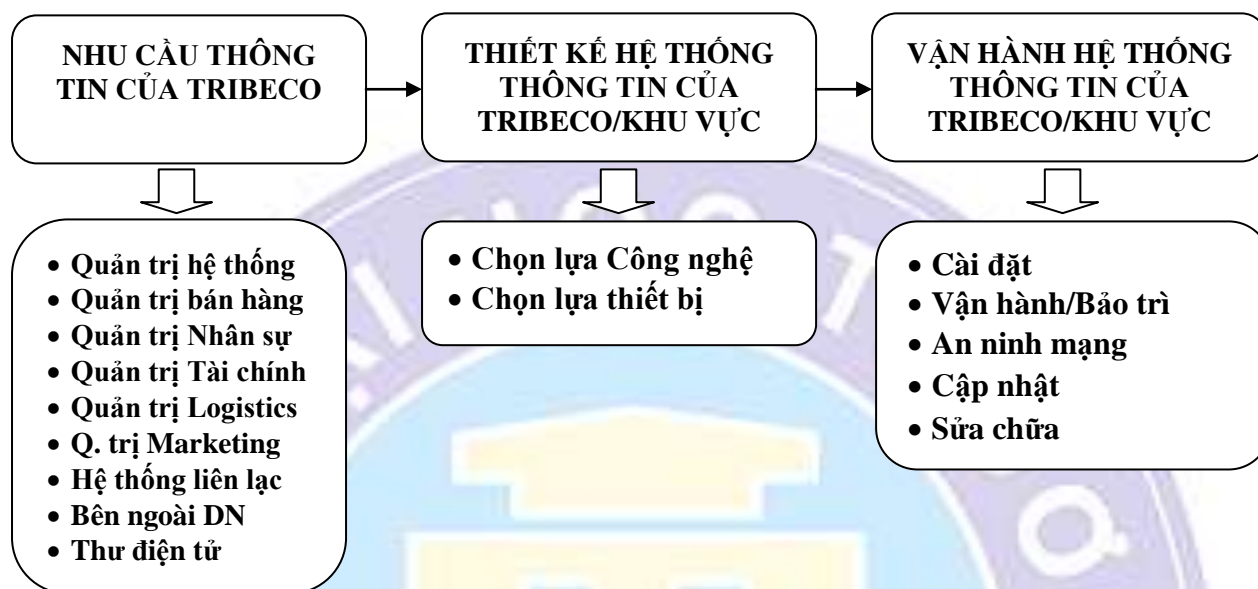 NHU CẦU THÔNG
TIN CỦA TRIBECO
THIẾT KẾ HỆ THỐNG
THÔNG TIN CỦA
TRIBECO/KHU VỰC
VẬN HÀNH HỆ THỐNG
THÔNG TIN CỦA
TRIBECO/KHU VỰC
• Quản trị hệ thống
• Quản trị bán hàng
• Quản trị Nhân sự
• Quản trị Tài chính
• Quản trị Logistics
• Q. trị Marketing
• Hệ thống liên lạc
• Bên ngoài DN
• Thư điện tử
• Chọn lựa Công nghệ
• Chọn lựa thiết bị
• Cài đặt
• Vận hành/Bảo trì
• An ninh mạng
• Cập nhật
• Sửa chữa